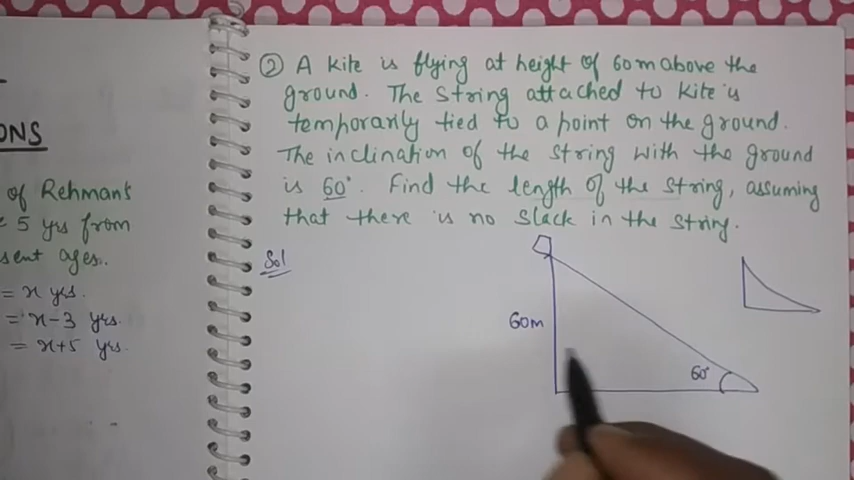 ONS
of Rehman's
5 yrs from
sent ages.
= x yrs.
= x-3 yrs.
= x+5 yrs.
② A kite is flying at height of 60m above the
ground. The string attached to kite is
temporarily tied to a point on the ground.
The inclination of the string with the ground
is 60°. Find the length of the string, assuming
that there is no slack in the string.
Sol
60m
60°